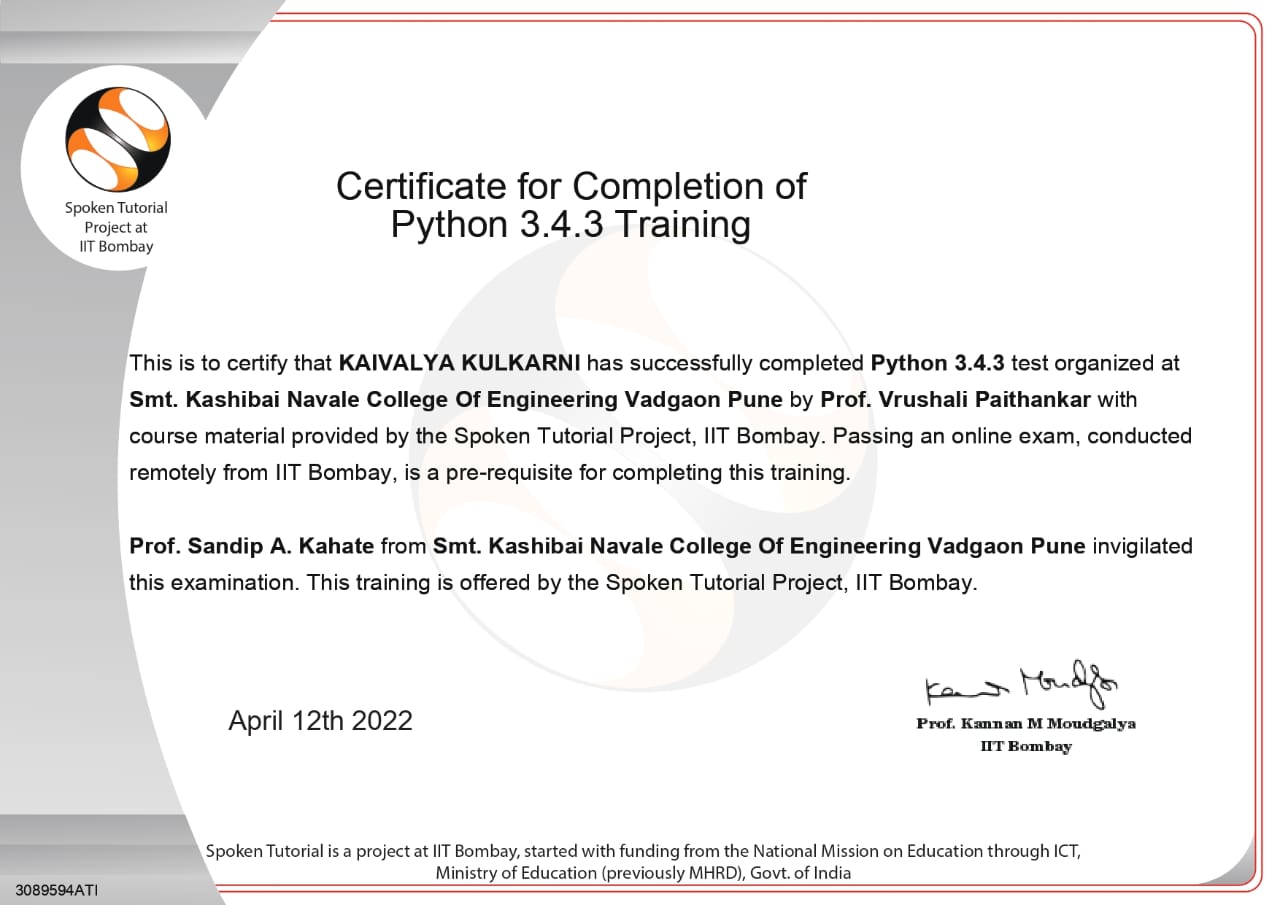 Spoken Tutorial
Project at
IIT Bombay
Certificate for Completion of
Python 3.4.3 Training
This is to certify that KAIVALYA KULKARNI has successfully completed Python 3.4.3 test organized at
Smt. Kashibai Navale College Of Engineering Vadgaon Pune by Prof. Vrushali Paithankar with
course material provided by the Spoken Tutorial Project, IIT Bombay. Passing an online exam, conducted
remotely from IIT Bombay, is a pre-requisite for completing this training.
Prof. Sandip A. Kahate from Smt. Kashibai Navale College Of Engineering Vadgaon Pune invigilated
this examination. This training is offered by the Spoken Tutorial Project, IIT Bombay.
April 12th 2022
Prof. Kannan M Moudgalya
IIT Bombay
Spoken Tutorial is a project at IIT Bombay, started with funding from the National Mission on Education through ICT,
Ministry of Education (previously MHRD), Govt. of India
3089594ATI